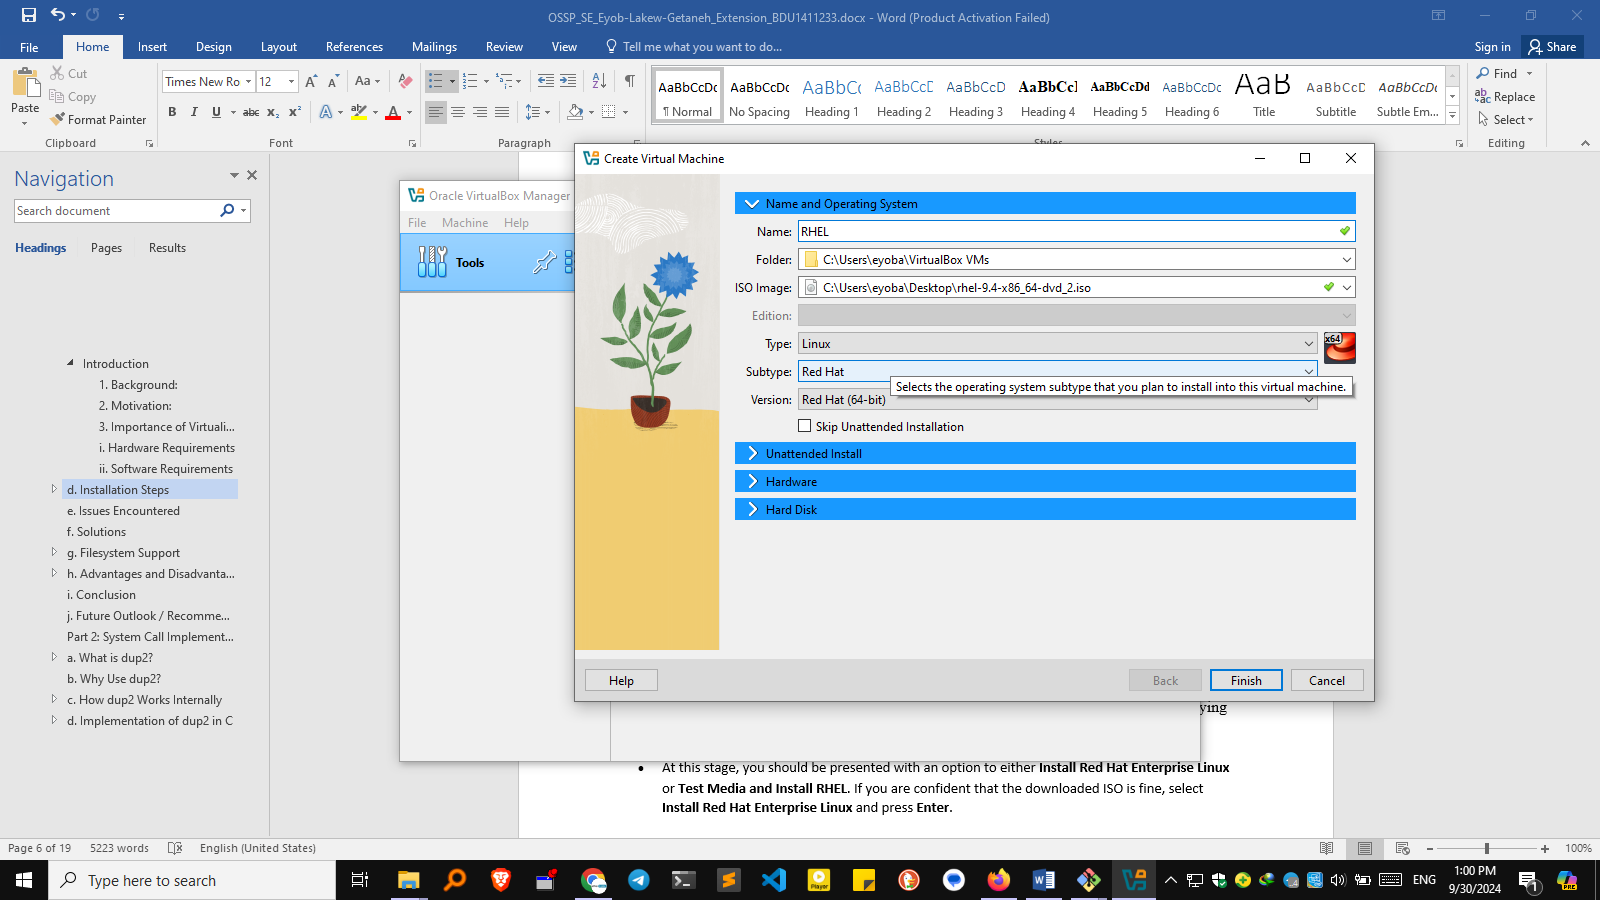 OSSP_SE_Eyob-Lakew-Getaneh_Extension_BDU1411233.docx - Word (Product Activation Failed)
File Home Insert Design Layout References Mailings Review View Tell me what you want to do... Sign in Share
Paste
Cut
Copy
Format Painter
Clipboard
Times New Ro 12
Aa
B I U abc x₂ x²
A aby A
Font
Paragraph
AaBbCcDc AaBbCcDc AaBbCc AaBbCcD AaBbCcD AaBbCcI AaBbCcDd AaBbCcDc AaB AaBbCcD AaBbCcDc
¶ Normal No Spacing Heading 1 Heading 2 Heading 3 Heading 4 Heading 5 Heading 6 Title Subtitle Subtle Em...
Styles
Find
Replace
Select
Editing
Navigation
Search document
Headings Pages Results
Introduction
1. Background:
2. Motivation:
3. Importance of Virtuali...
i. Hardware Requirements
ii. Software Requirements
d. Installation Steps
e. Issues Encountered
f. Solutions
g. Filesystem Support
h. Advantages and Disadvanta...
i. Conclusion
j. Future Outlook / Recomme...
Part 2: System Call Implement...
a. What is dup2?
b. Why Use dup2?
c. How dup2 Works Internally
d. Implementation of dup2 in C
Oracle VirtualBox Manager
File Machine Help
Tools
Create Virtual Machine
Name and Operating System
Name: RHEL
Folder: C:\Users\eyoba\VirtualBox VMs
ISO Image: C:\Users\eyoba\Desktop\rhel-9.4-x86_64-dvd_2.iso
Edition:
Type: Linux
x64
Subtype: Red Hat
Selects the operating system subtype that you plan to install into this virtual machine.
Version: Red Hat (64-bit)
Skip Unattended Installation
Unattended Install
Hardware
Hard Disk
Help Back Finish Cancel
ying
• At this stage, you should be presented with an option to either Install Red Hat Enterprise Linux
or Test Media and Install RHEL. If you are confident that the downloaded ISO is fine, select
Install Red Hat Enterprise Linux and press Enter.
Page 6 of 19 5223 words English (United States) 100%
Type here to search
Player
ENG
1:00 PM
9/30/2024
1
PRE